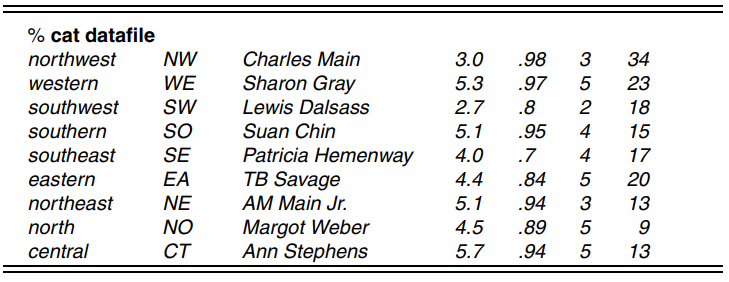 % cat datafile
northwest NW Charles Main 3.0 .98 3 34
western WE Sharon Gray 5.3 .97 5 23
southwest SW Lewis Dalsass 2.7 .8 2 18
southern SO Suan Chin 5.1 .95 4 15
southeast SE Patricia Hemenway 4.0 .7 4 17
eastern EA TB Savage 4.4 .84 5 20
northeast NE AM Main Jr. 5.1 .94 3 13
north NO Margot Weber 4.5 .89 5 9
central CT Ann Stephens 5.7 .94 5 13